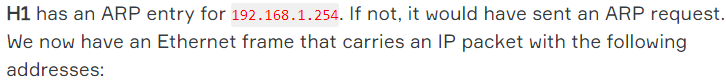 H1 has an ARP entry for 192.168.1.254. If not, it would have sent an ARP request.
We now have an Ethernet frame that carries an IP packet with the following
addresses: